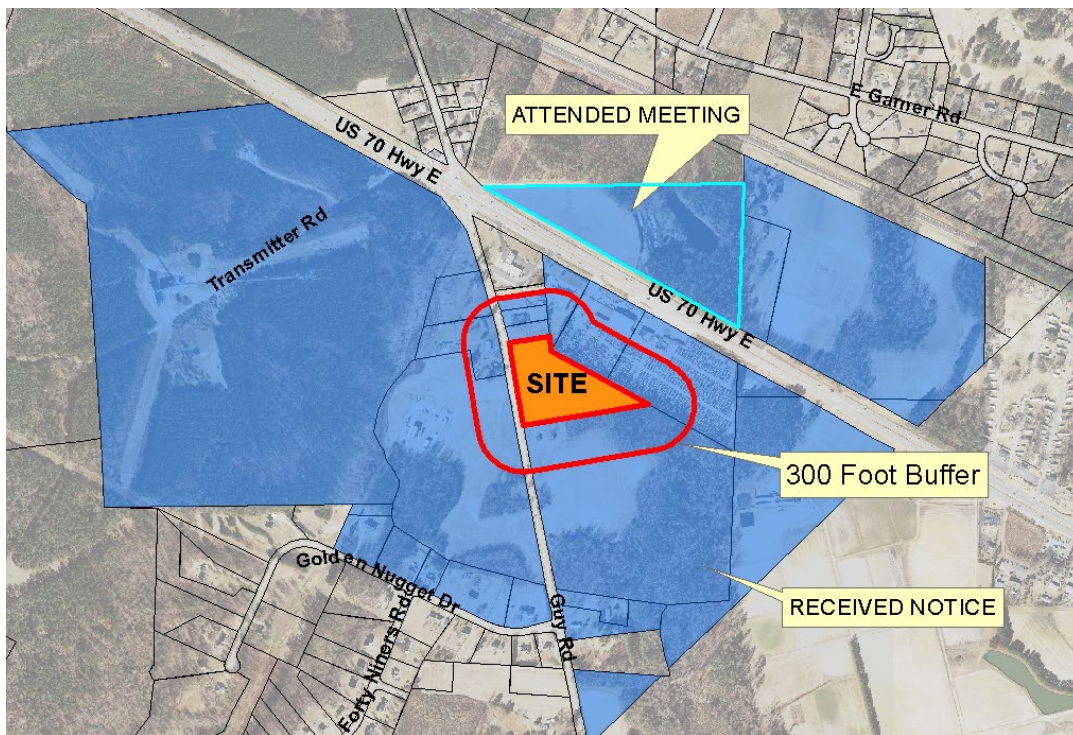 E Garner Rd
ATTENDED MEETING
US 70 Hwy E
Transmitter Rd
US 70 Hwy E
SITE
300 Foot Buffer
Golden Nugget Dr
RECEIVED NOTICE
Guy Rd
Forty Niners Rd